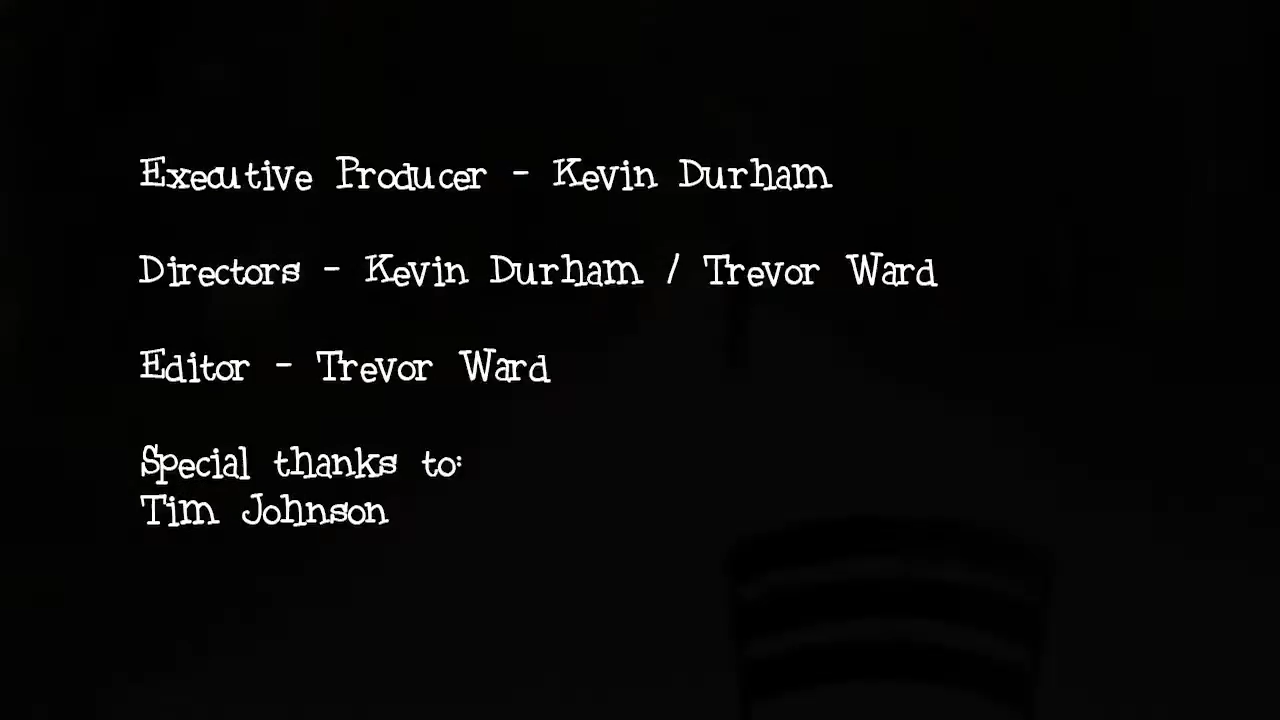 Executive Producer - Kevin Durham
Directors - Kevin Durham / Trevor Ward
Editor - Trevor Ward
Special thanks to:
Tim Johnson